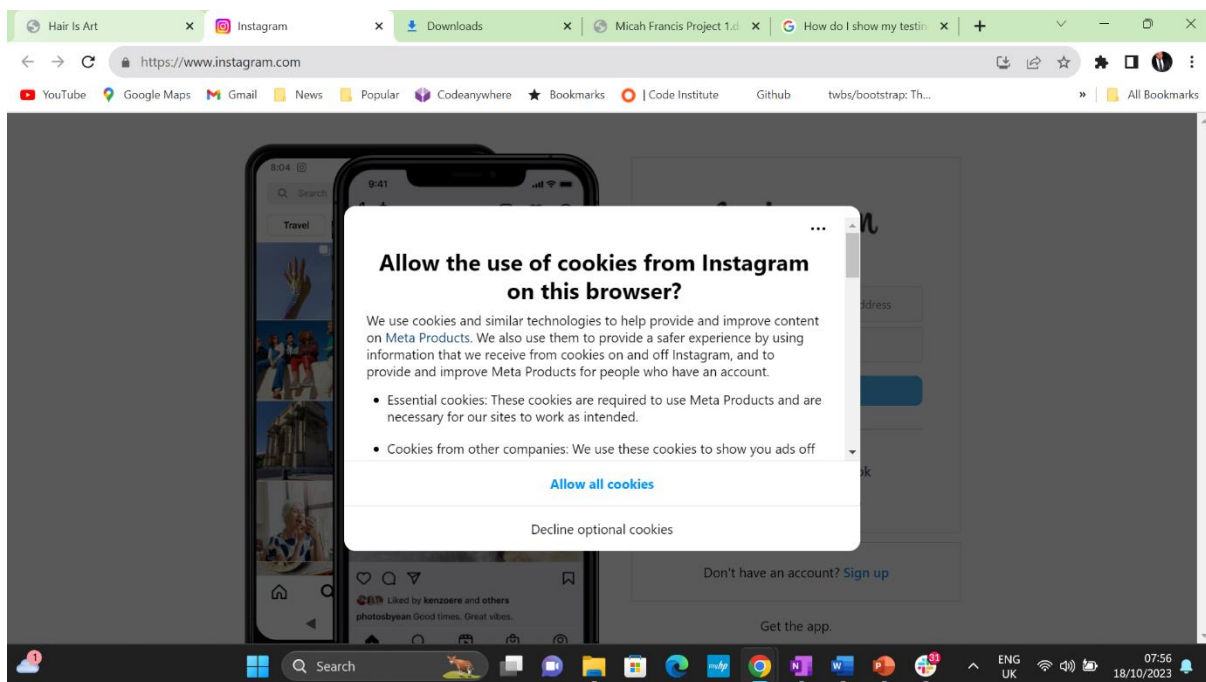 Hair Is Art
Instagram
Downloads
Micah Francis Project 1.d
How do I show my testin
https://www.instagram.com
YouTube
Google Maps
Gmail
News
Popular
Codeanywhere
Bookmarks
| Code Institute
Github
twbs/bootstrap: Th...
»
All Bookmarks
8:04
Search
Travel
9:41
Allow the use of cookies from Instagram
on this browser?
We use cookies and similar technologies to help provide and improve content
on Meta Products. We also use them to provide a safer experience by using
information that we receive from cookies on and off Instagram, and to
provide and improve Meta Products for people who have an account.
• Essential cookies: These cookies are required to use Meta Products and are
necessary for our sites to work as intended.
• Cookies from other companies: We use these cookies to show you ads off
Allow all cookies
Decline optional cookies
ddress
ok
Don't have an account? Sign up
Get the app.
Liked by kenzoere and others
photosbyean Good times. Great vibes.
1
Search
myhp
31
ENG
UK
07:56
18/10/2023